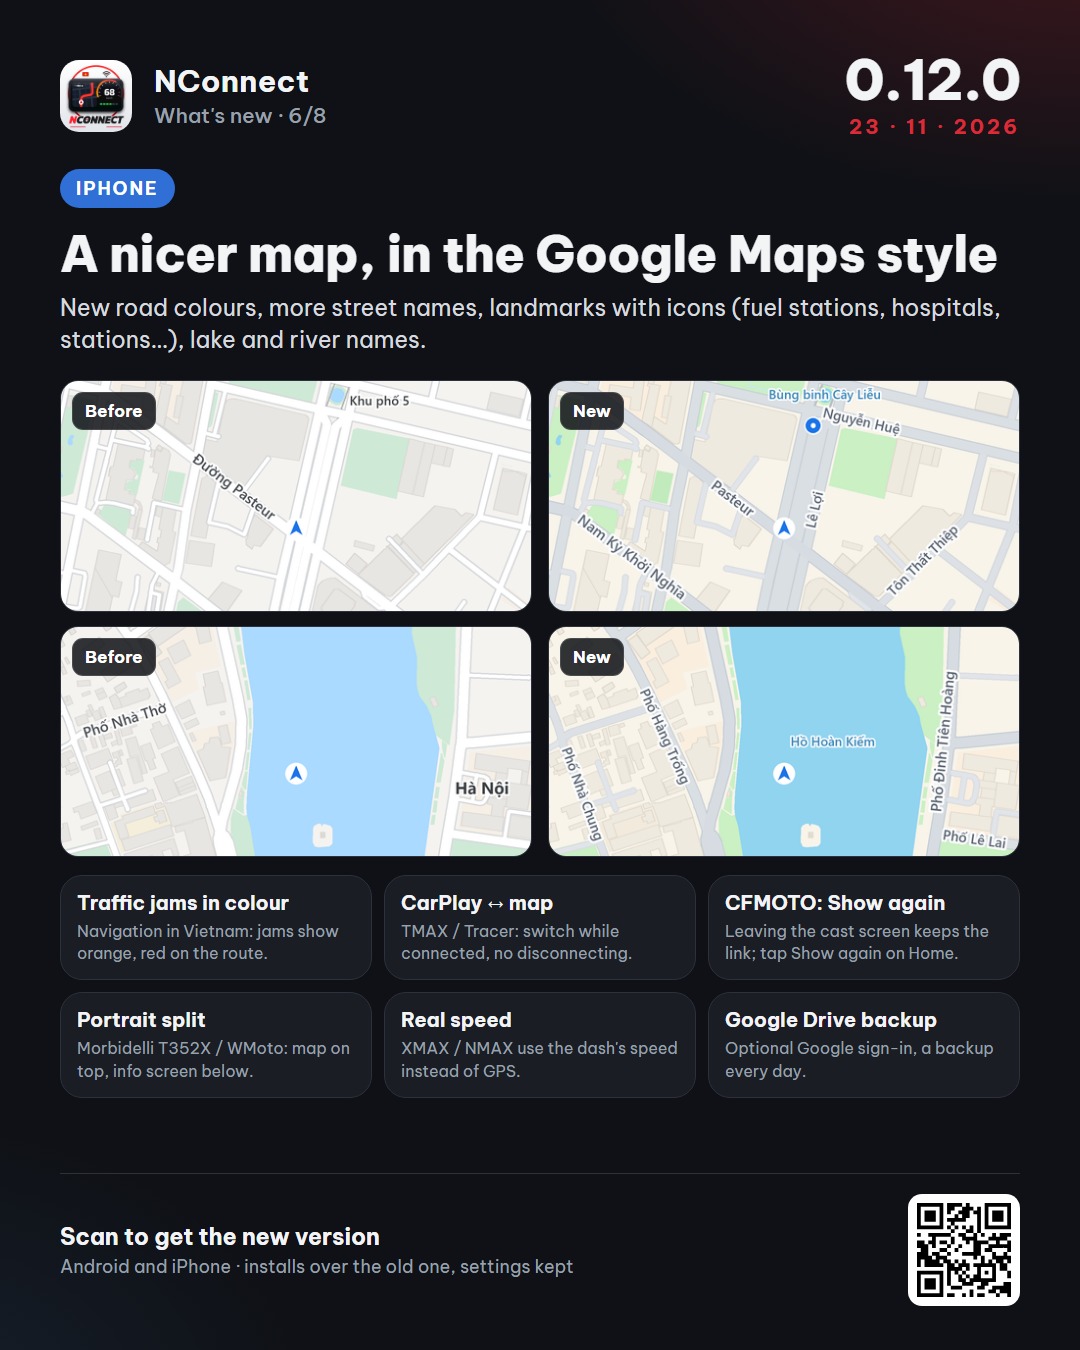 NConnect
What's new · 6/8
0.12.0
23 · 11 · 2026
68
NCONNECT
IPHONE
A nicer map, in the Google Maps style
New road colours, more street names, landmarks with icons (fuel stations, hospitals,
stations...), lake and river names.
Before
Khu phố 5
Đường Pasteur
New
Bùng binh Cây Liễu
Nguyễn Huệ
Pasteur
Lê Lợi
Nam Kỳ Khởi Nghĩa
Tôn Thất Thiệp
Before
Phố Nhà Thờ
Hà Nội
New
Phố Hàng Trống
Hồ Hoàn Kiếm
Phố Đinh Tiên Hoàng
Phố Nhà Chung
Phố Lê Lai
Traffic jams in colour
Navigation in Vietnam: jams show
orange, red on the route.
CarPlay ↔ map
TMAX / Tracer: switch while
connected, no disconnecting.
CFMOTO: Show again
Leaving the cast screen keeps the
link; tap Show again on Home.
Portrait split
Morbidelli T352X / WMoto: map on
top, info screen below.
Real speed
XMAX / NMAX use the dash's speed
instead of GPS.
Google Drive backup
Optional Google sign-in, a backup
every day.
Scan to get the new version
Android and iPhone · installs over the old one, settings kept